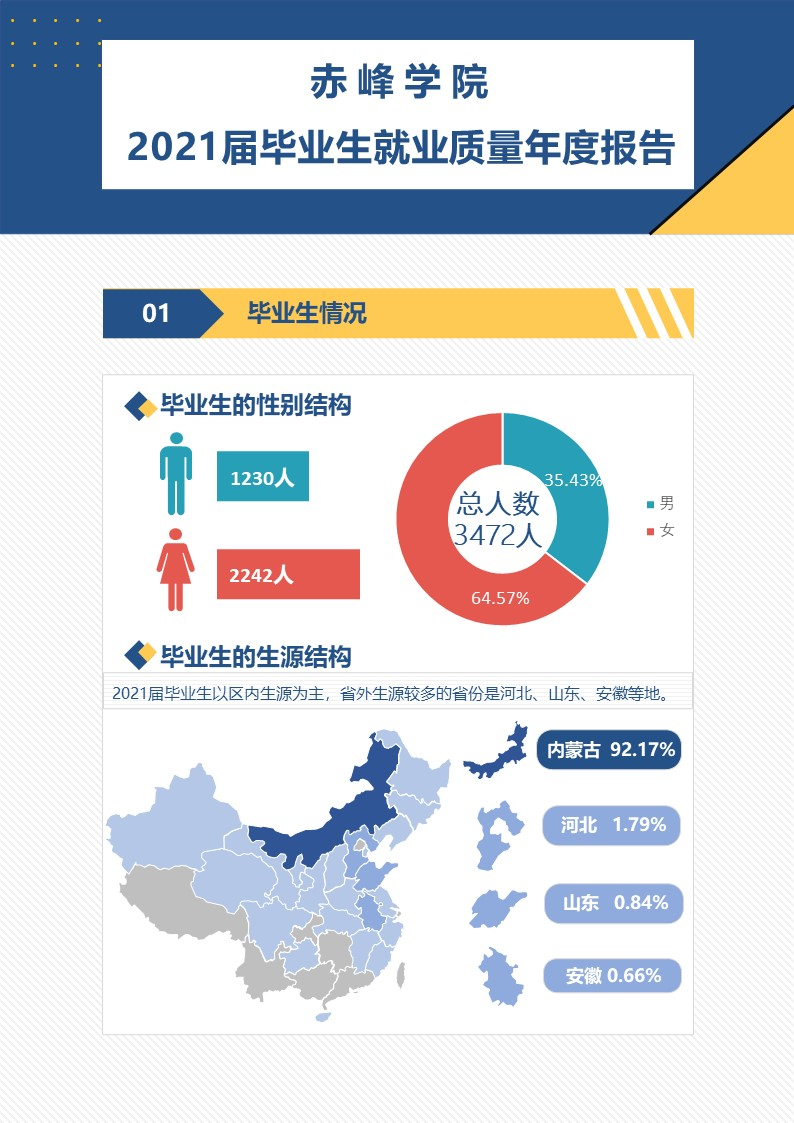 赤峰学院
2021届毕业生就业质量年度报告
01 毕业生情况
毕业生的性别结构
1230人
2242人
35.43%
总人数
3472人
64.57%
男
女
毕业生的生源结构
2021届毕业生以区内生源为主，省外生源较多的省份是河北、山东、安徽等地。
内蒙古 92.17%
河北 1.79%
山东 0.84%
安徽 0.66%